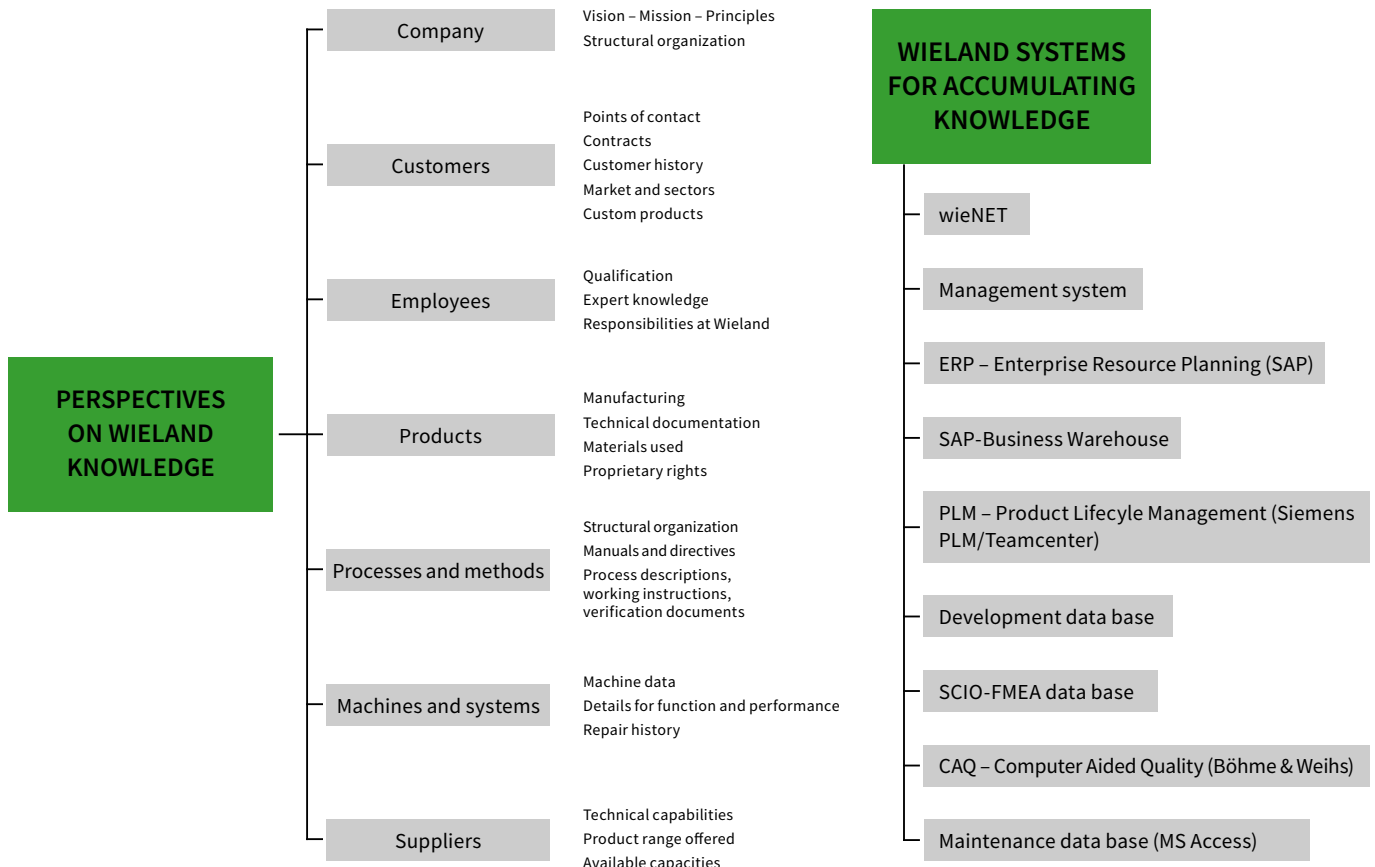 PERSPECTIVES
ON WIELAND
KNOWLEDGE
Company
Vision – Mission – Principles
Structural organization
Customers
Points of contact
Contracts
Customer history
Market and sectors
Custom products
Employees
Qualification
Expert knowledge
Responsibilities at Wieland
Products
Manufacturing
Technical documentation
Materials used
Proprietary rights
Processes and methods
Structural organization
Manuals and directives
Process descriptions,
working instructions,
verification documents
Machines and systems
Machine data
Details for function and performance
Repair history
Suppliers
Technical capabilities
Product range offered
Available capacities
WIELAND SYSTEMS
FOR ACCUMULATING
KNOWLEDGE
wieNET
Management system
ERP – Enterprise Resource Planning (SAP)
SAP-Business Warehouse
PLM – Product Lifecyle Management (Siemens
PLM/Teamcenter)
Development data base
SCIO-FMEA data base
CAQ – Computer Aided Quality (Böhme & Weihs)
Maintenance data base (MS Access)